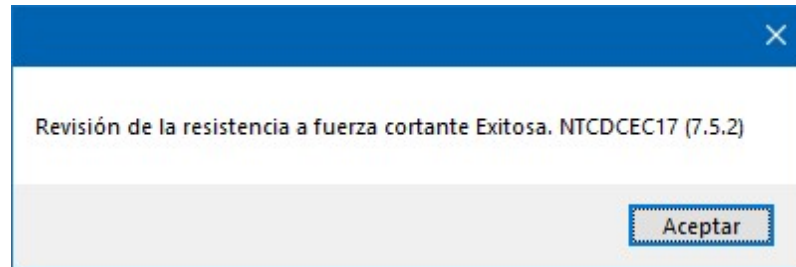 Revisión de la resistencia a fuerza cortante Exitosa. NTCDCEC17 (7.5.2)
Aceptar